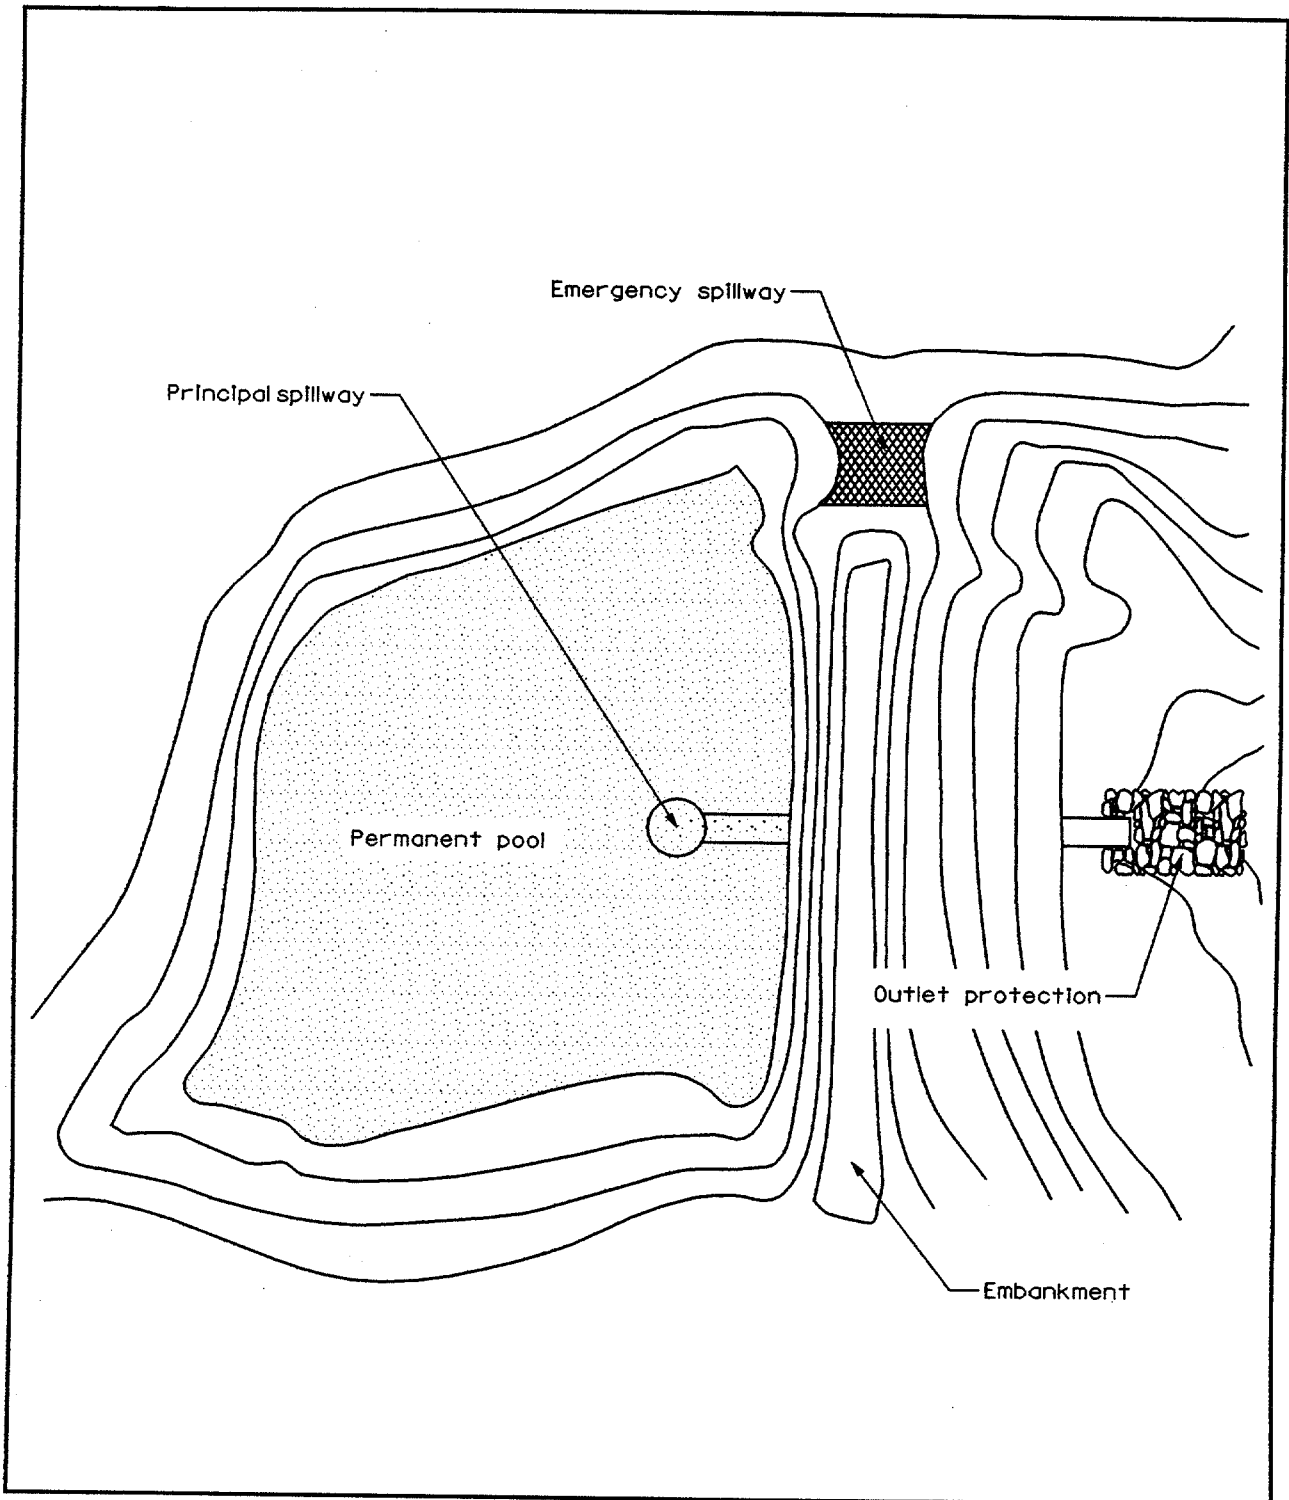 Emergency spillway
Principal spillway
Permanent pool
Outlet protection
Embankment